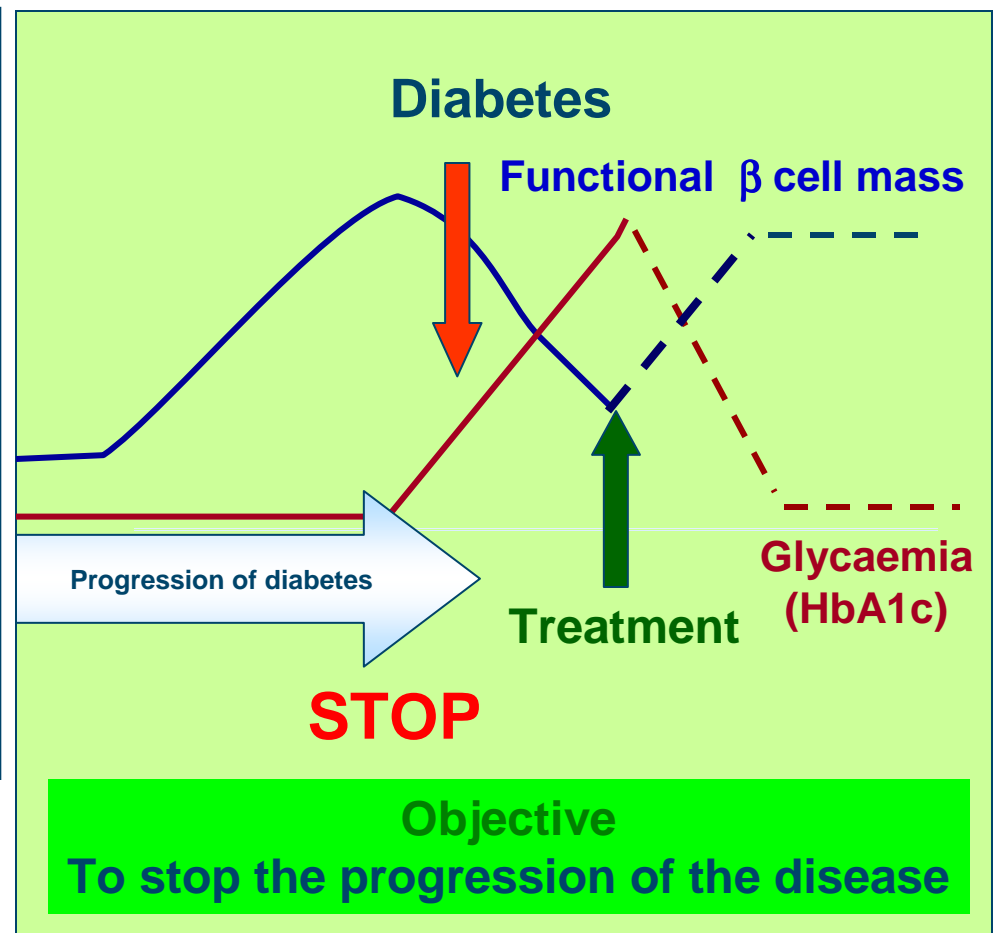 Diabetes
Functional β cell mass
Progression of diabetes
Glycaemia
(HbA1c)
Treatment
STOP
Objective
To stop the progression of the disease